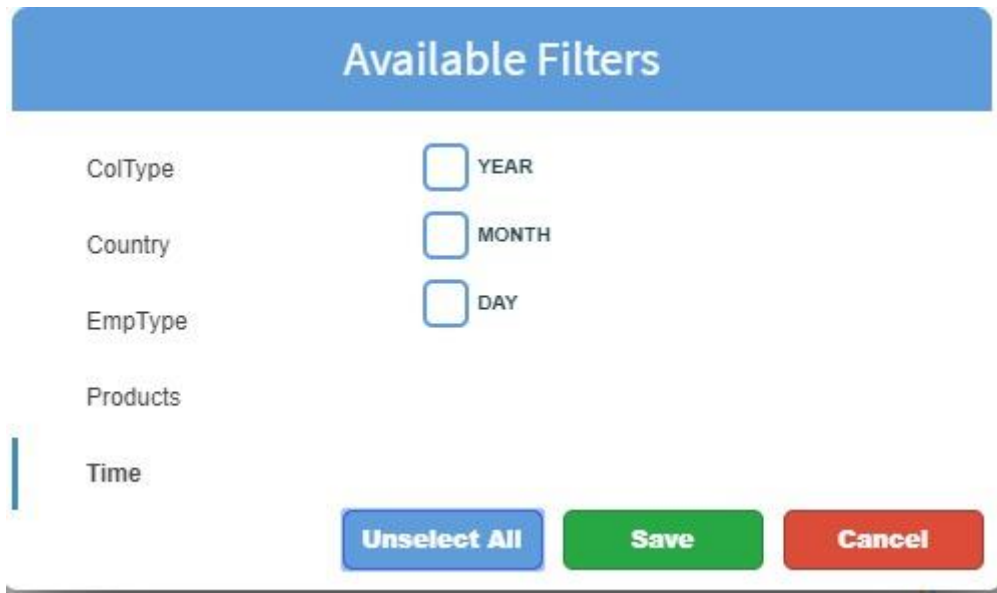 Available Filters
ColType
YEAR
Country
MONTH
EmpType
DAY
Products
Time
Unselect All
Save
Cancel